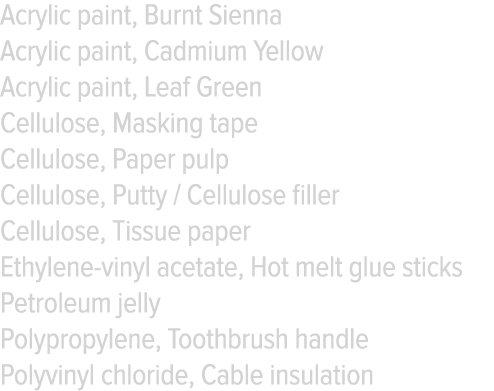 Acrylic paint, Burnt Sienna
Acrylic paint, Cadmium Yellow
Acrylic paint, Leaf Green
Cellulose, Masking tape
Cellulose, Paper pulp
Cellulose, Putty / Cellulose filler
Cellulose, Tissue paper
Ethylene-vinyl acetate, Hot melt glue sticks
Petroleum jelly
Polypropylene, Toothbrush handle
Polyvinyl chloride, Cable insulation